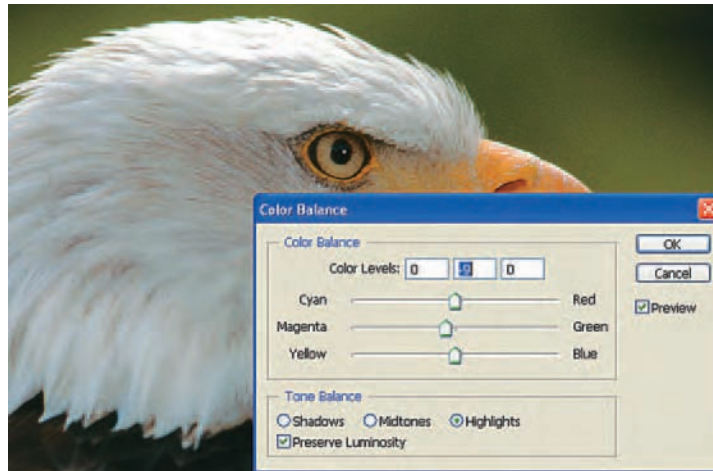 Color Balance
Color Balance
OK
Color Levels: 0 -9 0
Cancel
Cyan Red
Preview
Magenta Green
Yellow Blue
Tone Balance
Shadows Midtones Highlights
Preserve Luminosity